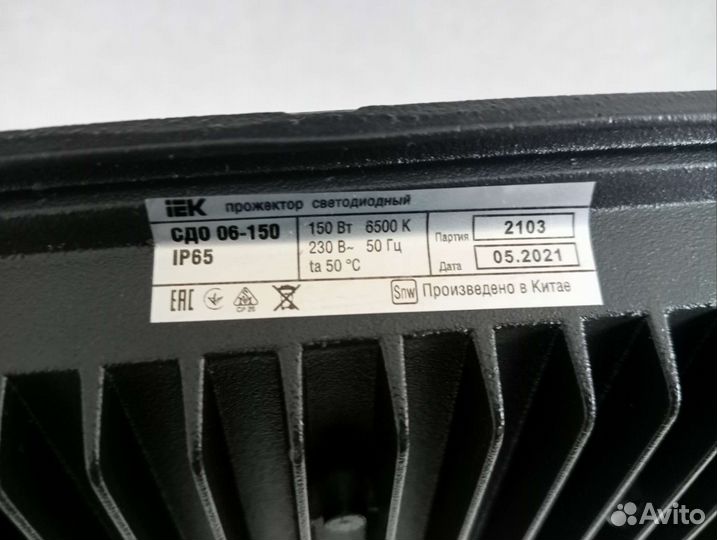 IEK прожектор светодиодный
СДО 06-150
IP65
150 Вт 6500 К
230 В~ 50 Гц
ta 50 °C
Партия 2103
Дата 05.2021
EAC
Snw Произведено в Китае
Avito